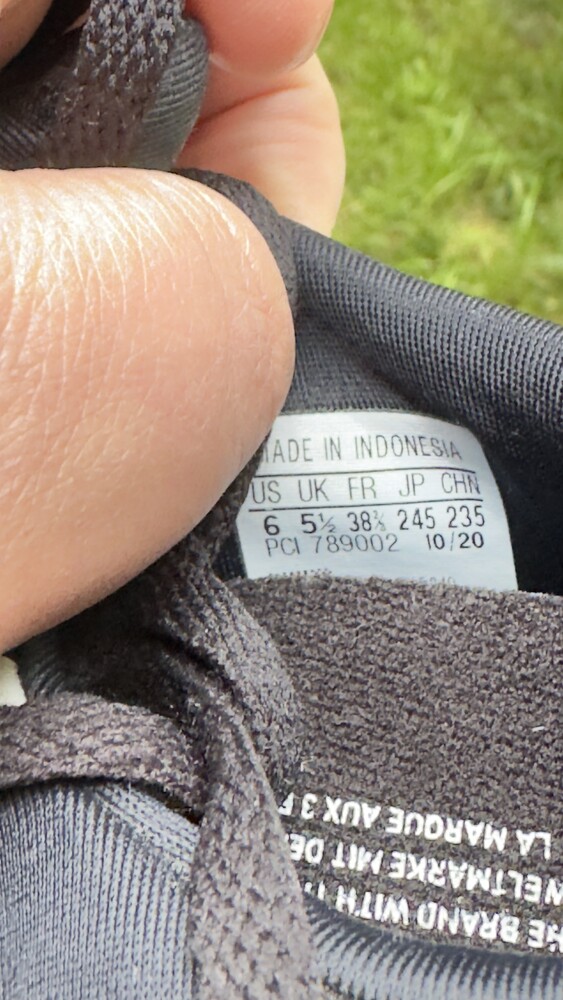 MADE IN INDONESIA
US UK FR JP CHN
6 5½ 38⅔ 245 235
PCI 789002 10/20
LA MARQUE AUX 3
WELTMARKE MIT DE
THE BRAND WITH